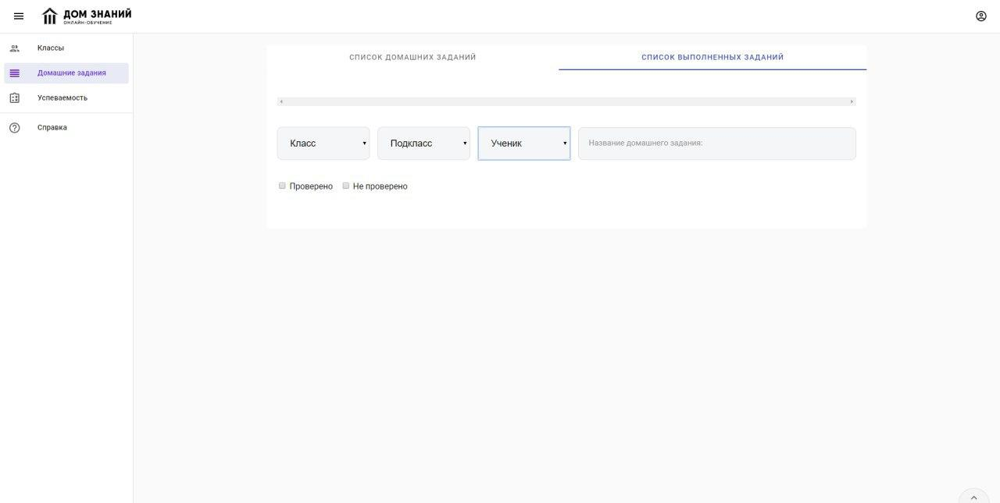 ДОМ ЗНАНИЙ
ОНЛАЙН-ОБУЧЕНИЕ
Классы
Домашние задания
Успеваемость
Справка
СПИСОК ДОМАШНИХ ЗАДАНИЙ
СПИСОК ВЫПОЛНЕННЫХ ЗАДАНИЙ
Класс
Подкласс
Ученик
Название домашнего задания:
Проверено
Не проверено